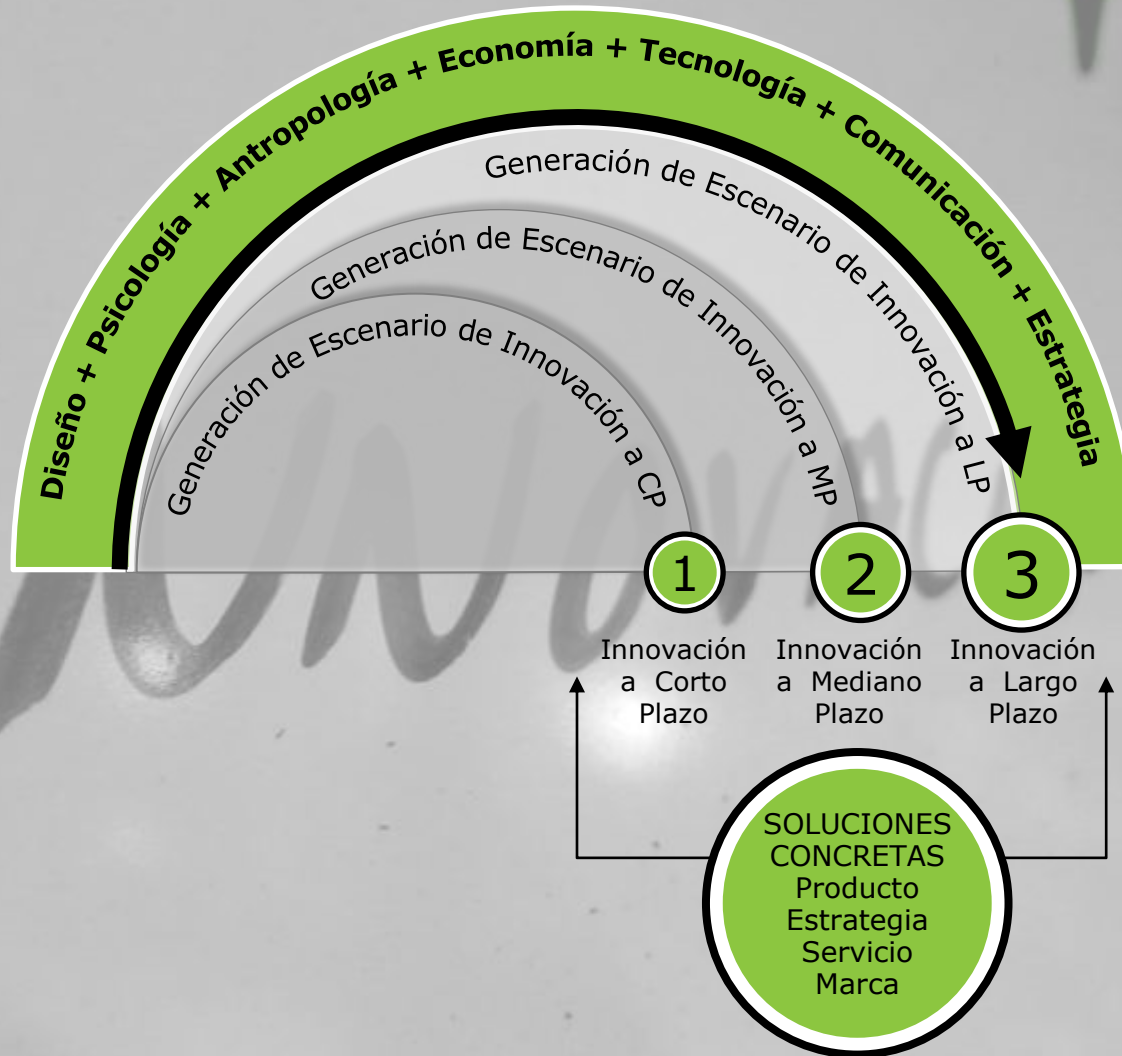 Diseño + Psicología + Antropología + Economía + Tecnología + Comunicación + Estrategia
Generación de Escenario de Innovación a LP
Generación de Escenario de Innovación a MP
Generación de Escenario de Innovación a CP
1
2
3
Innovación
a Corto
Plazo
Innovación
a Mediano
Plazo
Innovación
a Largo
Plazo
SOLUCIONES
CONCRETAS
Producto
Estrategia
Servicio
Marca